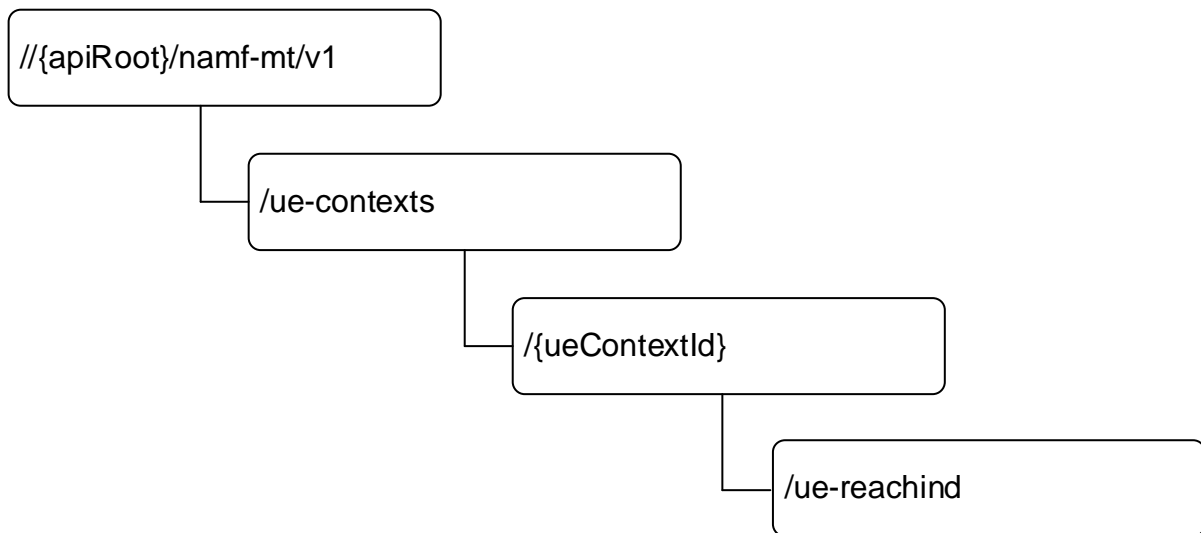 //{apiRoot}/namf-mt/v1
/ue-contexts
/{ueContextId}
/ue-reachind